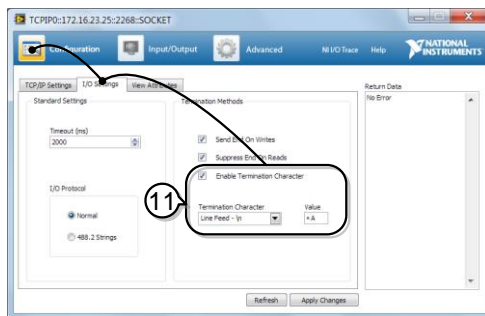 TCPIP0::172.16.23.25::2268::SOCKET
Configuration
Input/Output
Advanced
NI I/O Trace
Help
NATIONAL
INSTRUMENTS
TCP/IP Settings
I/O Settings
View Attributes
Return Data
No Error
Standard Settings
Termination Methods
Timeout (ms)
2000
Send End On Writes
Suppress End On Reads
Enable Termination Character
I/O Protocol
Normal
488.2 Strings
11
Termination Character
Value
Line Feed - \n
xA
Refresh
Apply Changes